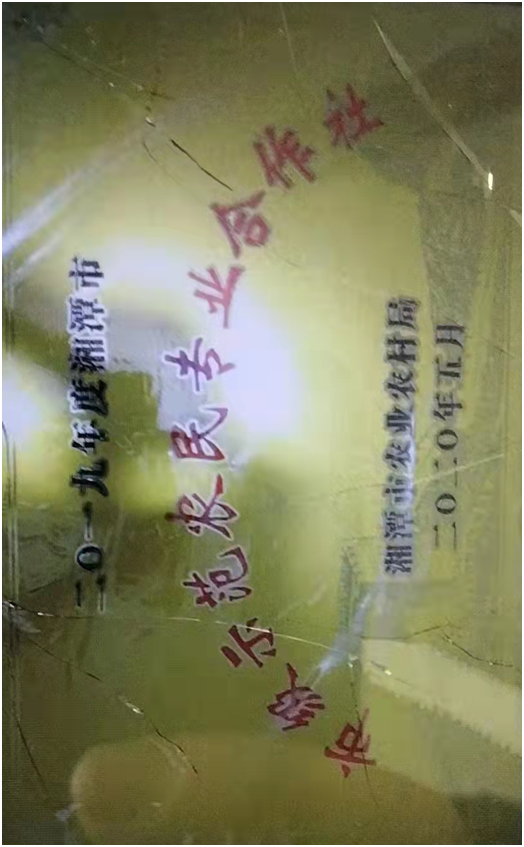 二〇一九年度湘潭市
市级示范农民专业合作社
湘潭市农业农村局
二〇二〇年五月